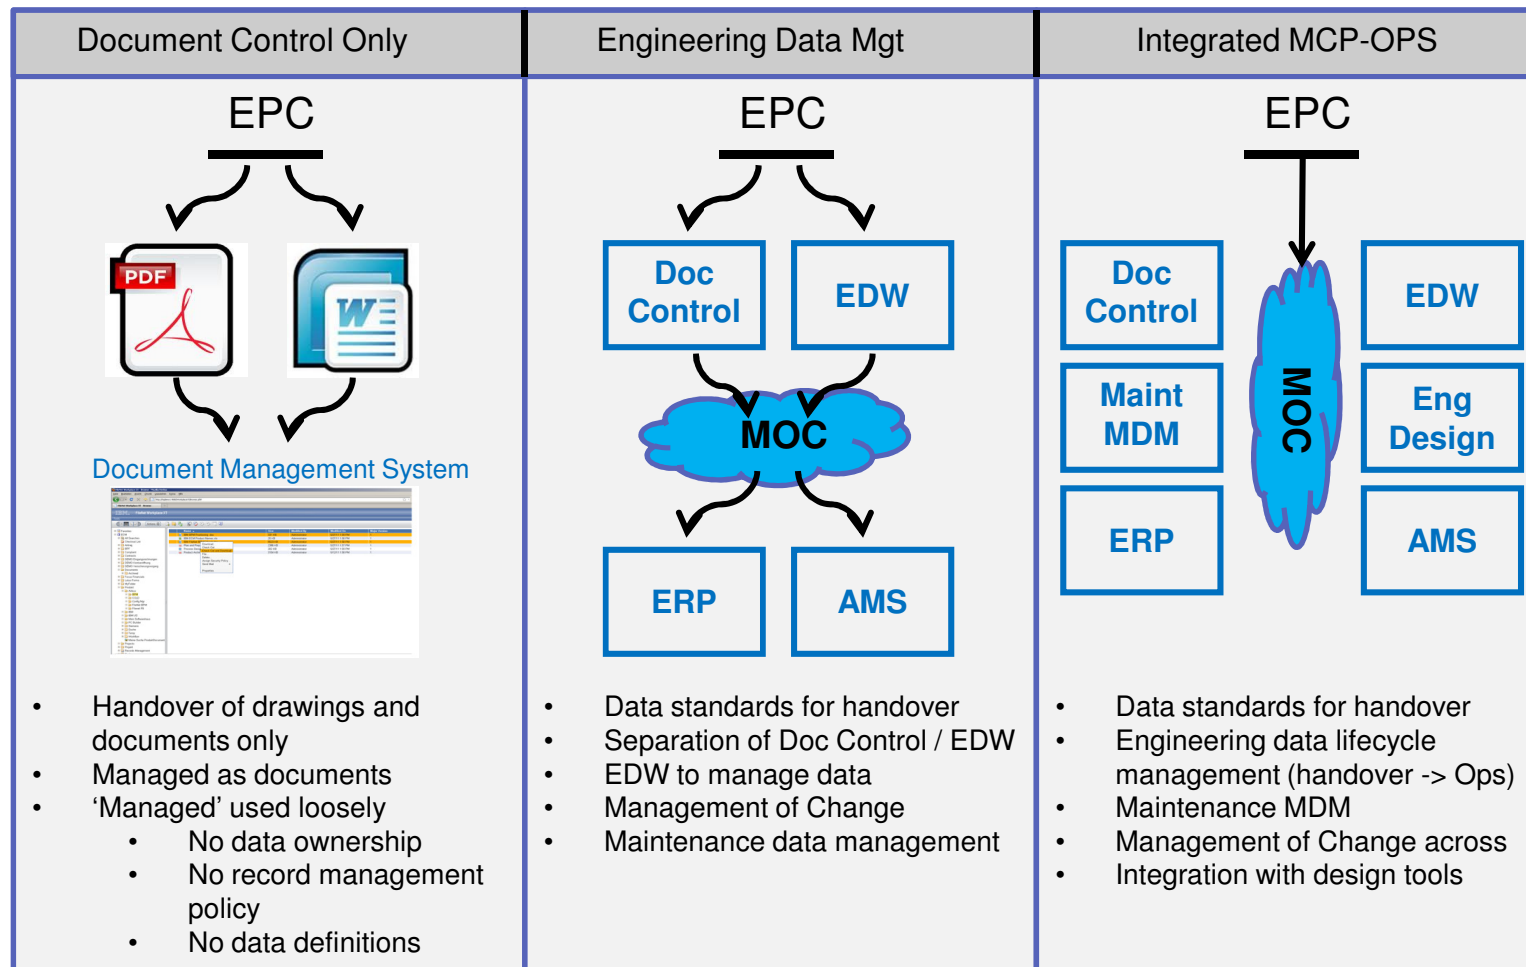 Document Control Only
Engineering Data Mgt
Integrated MCP-OPS
EPC
PDF
W
Document Management System
• Handover of drawings and
documents only
• Managed as documents
• ‘Managed’ used loosely
• No data ownership
• No record management
policy
• No data definitions
EPC
Doc
Control
EDW
MOC
ERP
AMS
• Data standards for handover
• Separation of Doc Control / EDW
• EDW to manage data
• Management of Change
• Maintenance data management
EPC
Doc
Control
EDW
MOC
Maint
MDM
Eng
Design
ERP
AMS
• Data standards for handover
• Engineering data lifecycle
management (handover -> Ops)
• Maintenance MDM
• Management of Change across
• Integration with design tools